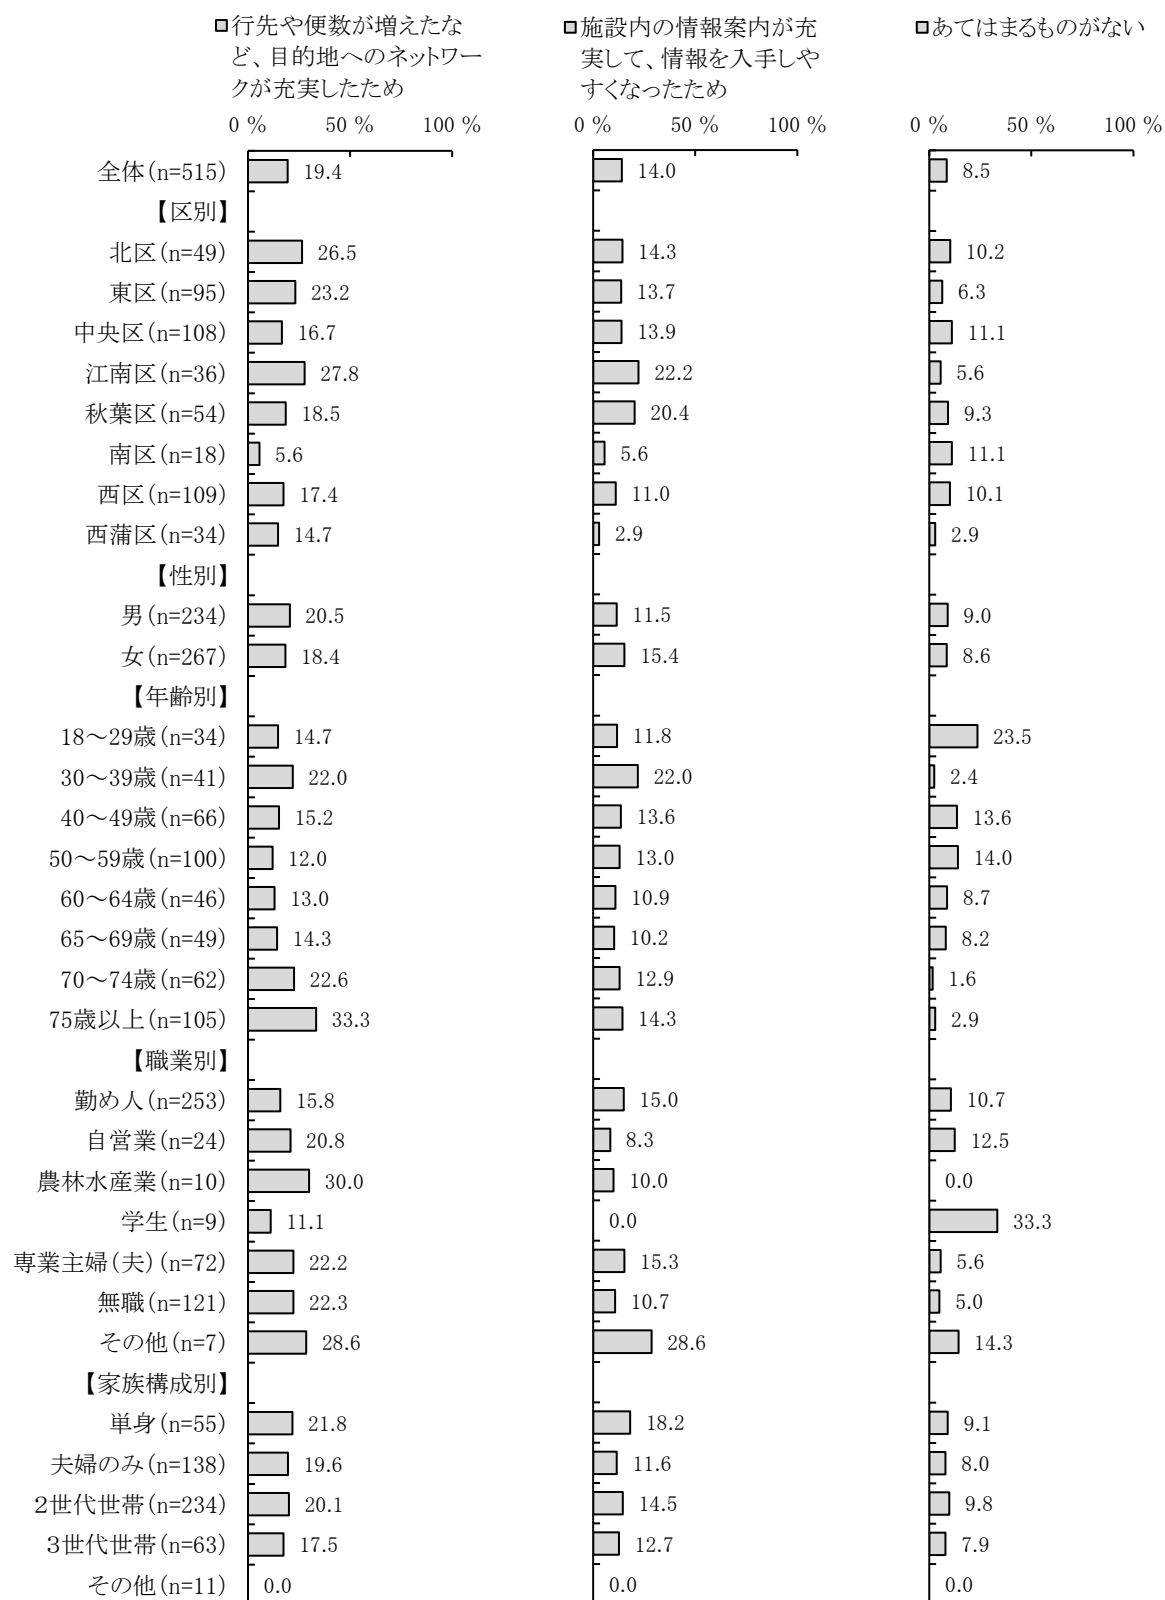 行先や便数が増えたな
ど、目的地へのネットワー
クが充実したため
施設内の情報案内が充
実して、情報を入手しや
すくなったため
あてはまるものがない
0 % 50 % 100 % 0 % 50 % 100 % 0 % 50 % 100 %
全体(n=515) 19.4 14.0 8.5
【区別】
北区(n=49) 26.5 14.3 10.2
東区(n=95) 23.2 13.7 6.3
中央区(n=108) 16.7 13.9 11.1
江南区(n=36) 27.8 22.2 5.6
秋葉区(n=54) 18.5 20.4 9.3
南区(n=18) 5.6 5.6 11.1
西区(n=109) 17.4 11.0 10.1
西蒲区(n=34) 14.7 2.9 2.9
【性別】
男(n=234) 20.5 11.5 9.0
女(n=267) 18.4 15.4 8.6
【年齢別】
18～29歳(n=34) 14.7 11.8 23.5
30～39歳(n=41) 22.0 22.0 2.4
40～49歳(n=66) 15.2 13.6 13.6
50～59歳(n=100) 12.0 13.0 14.0
60～64歳(n=46) 13.0 10.9 8.7
65～69歳(n=49) 14.3 10.2 8.2
70～74歳(n=62) 22.6 12.9 1.6
75歳以上(n=105) 33.3 14.3 2.9
【職業別】
勤め人(n=253) 15.8 15.0 10.7
自営業(n=24) 20.8 8.3 12.5
農林水産業(n=10) 30.0 10.0 0.0
学生(n=9) 11.1 0.0 33.3
専業主婦(夫)(n=72) 22.2 15.3 5.6
無職(n=121) 22.3 10.7 5.0
その他(n=7) 28.6 28.6 14.3
【家族構成別】
単身(n=55) 21.8 18.2 9.1
夫婦のみ(n=138) 19.6 11.6 8.0
２世代世帯(n=234) 20.1 14.5 9.8
３世代世帯(n=63) 17.5 12.7 7.9
その他(n=11) 0.0 0.0 0.0